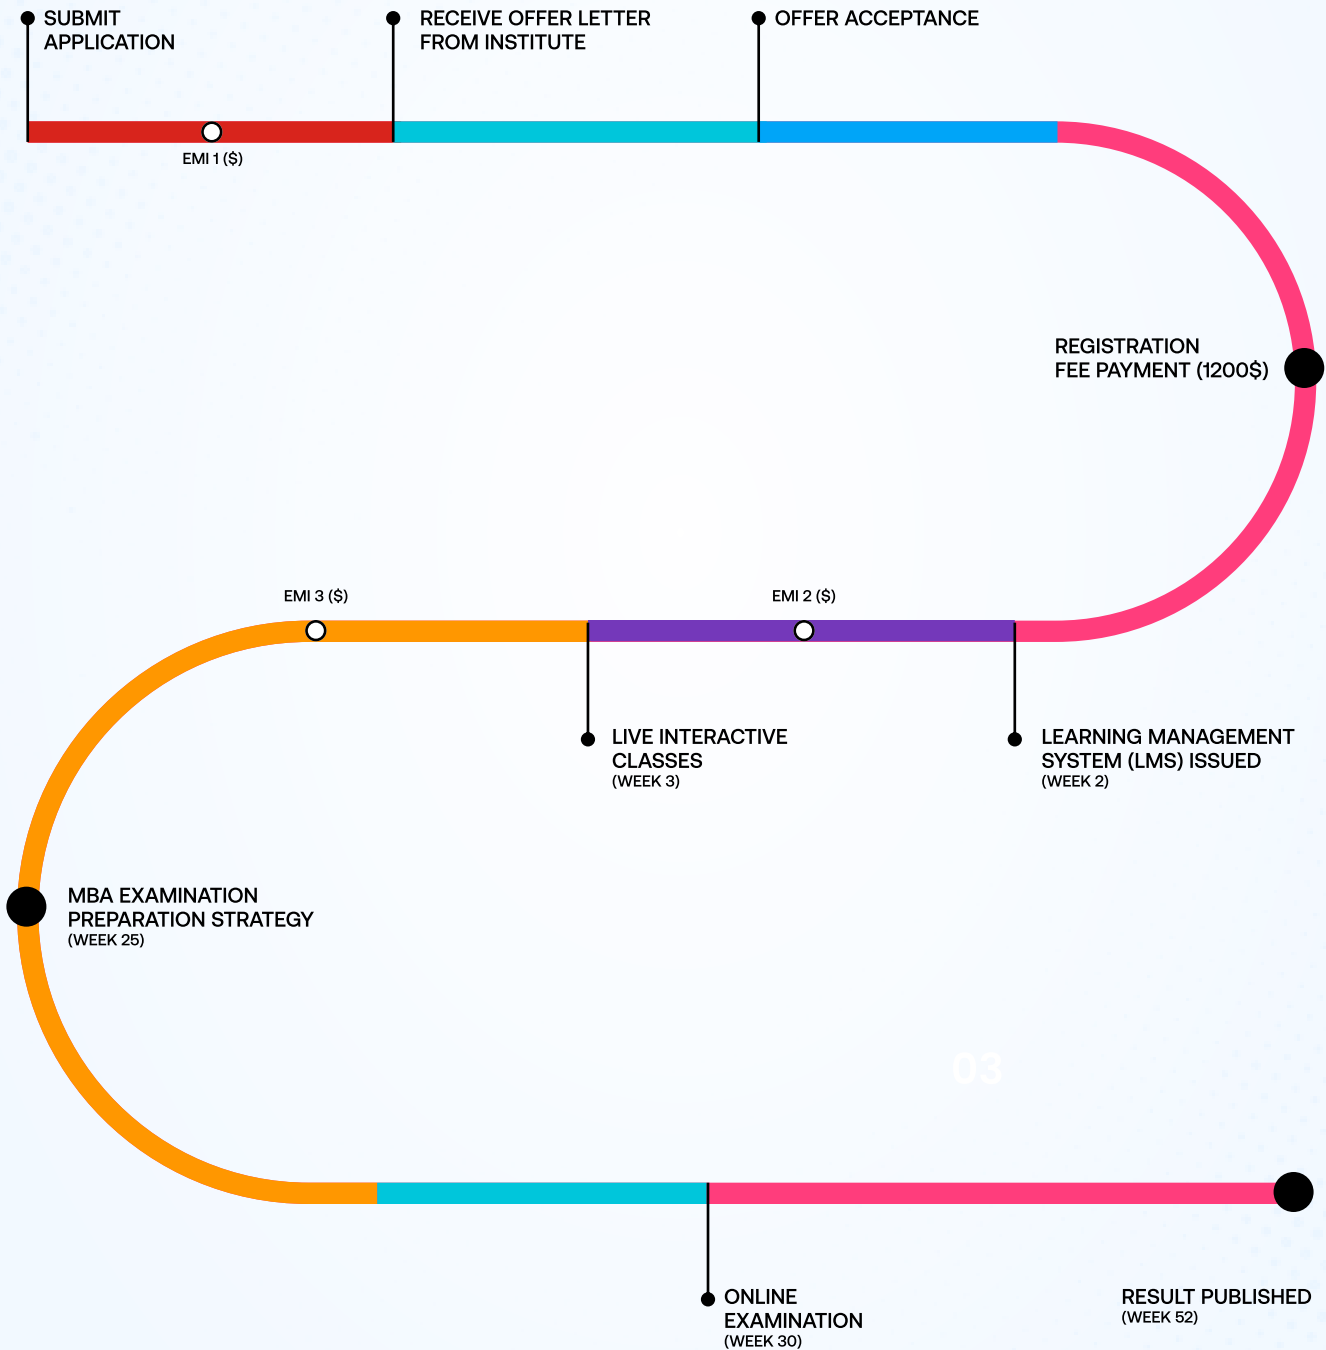 SUBMIT
APPLICATION
RECEIVE OFFER LETTER
FROM INSTITUTE
OFFER ACCEPTANCE
EMI 1 ($)
REGISTRATION
FEE PAYMENT (1200$)
EMI 3 ($)
EMI 2 ($)
LIVE INTERACTIVE
CLASSES
(WEEK 3)
LEARNING MANAGEMENT
SYSTEM (LMS) ISSUED
(WEEK 2)
MBA EXAMINATION
PREPARATION STRATEGY
(WEEK 25)
03
ONLINE
EXAMINATION
(WEEK 30)
RESULT PUBLISHED
(WEEK 52)